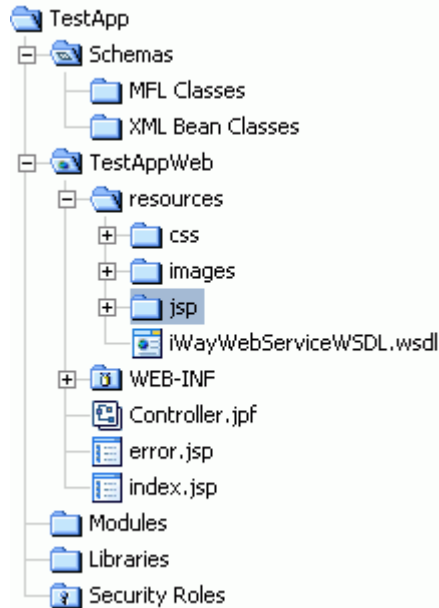 TestApp
Schemas
MFL Classes
XML Bean Classes
TestAppWeb
resources
css
images
jsp
iWayWebServiceWSDL.wsdl
WEB-INF
Controller.jpf
error.jsp
index.jsp
Modules
Libraries
Security Roles